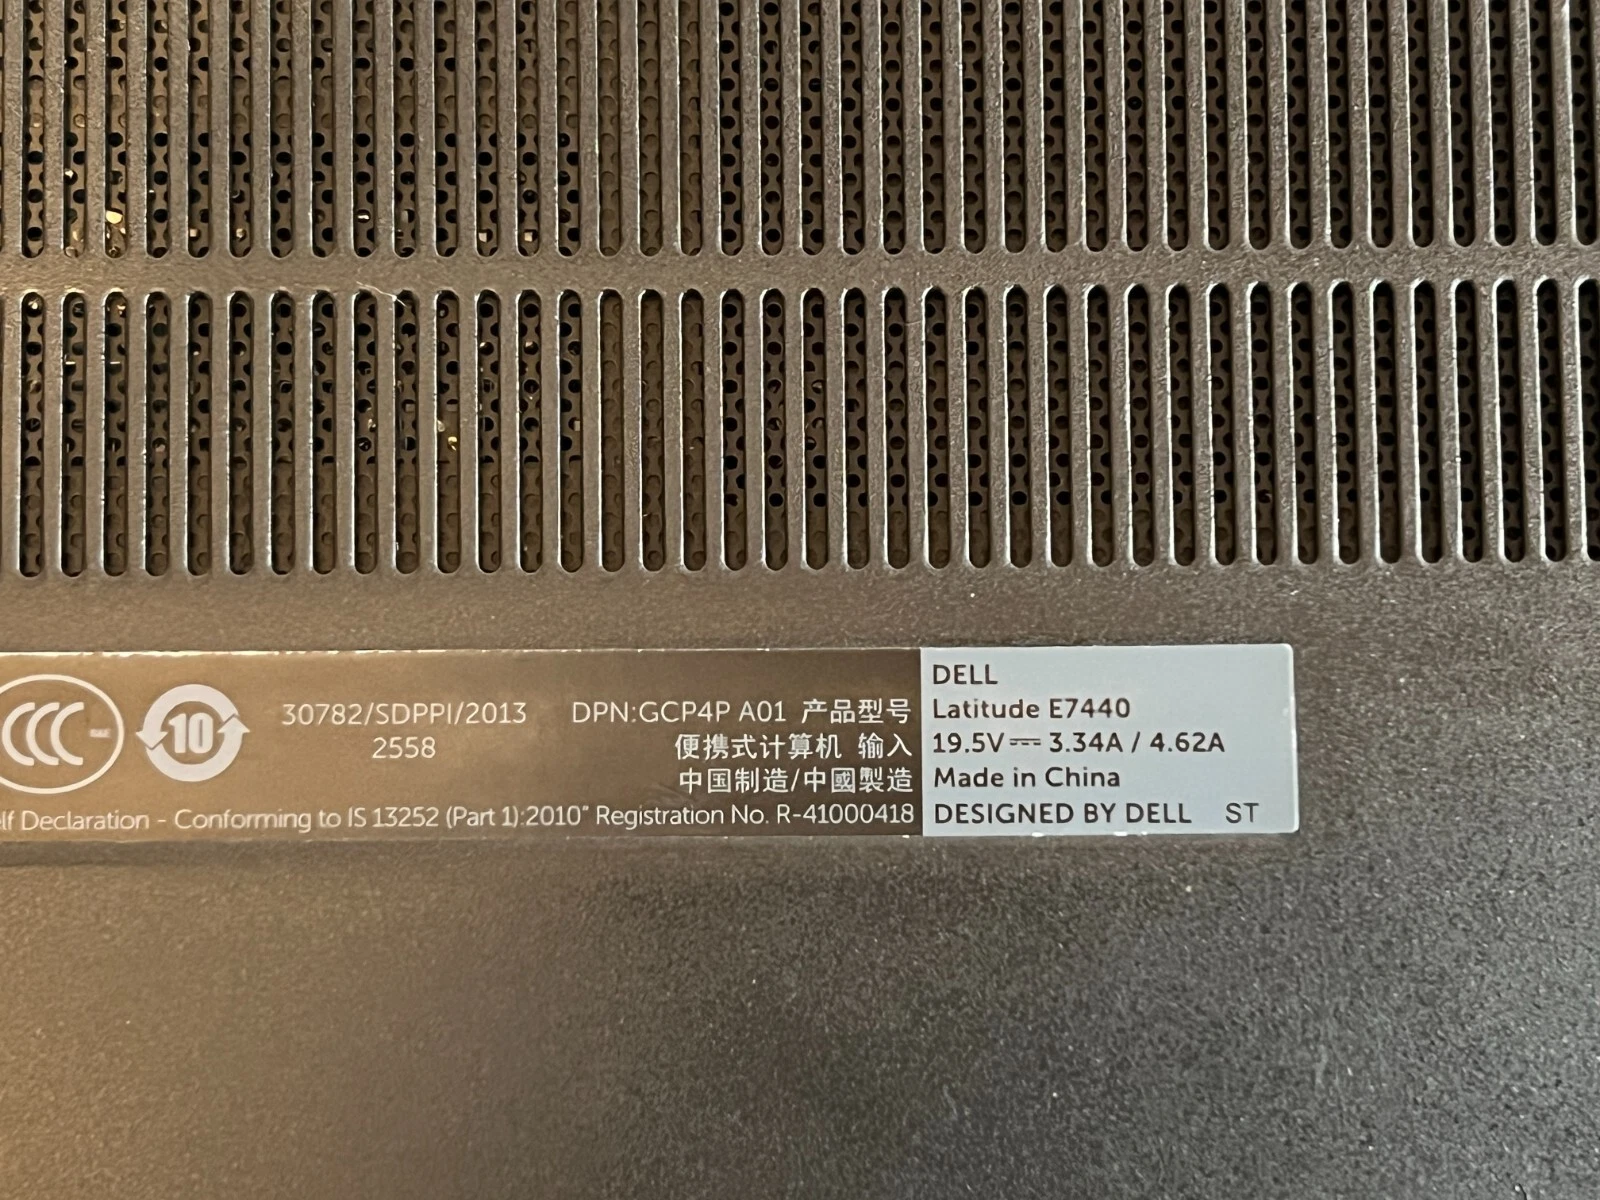 CCC
10
30782/SDPPI/2013
2558
DPN:GCP4P A01 产品型号
便携式计算机 输入
中国制造/中國製造
elf Declaration - Conforming to IS 13252 (Part 1):2010" Registration No. R-41000418
DELL
Latitude E7440
19.5V⎓3.34A / 4.62A
Made in China
DESIGNED BY DELL ST